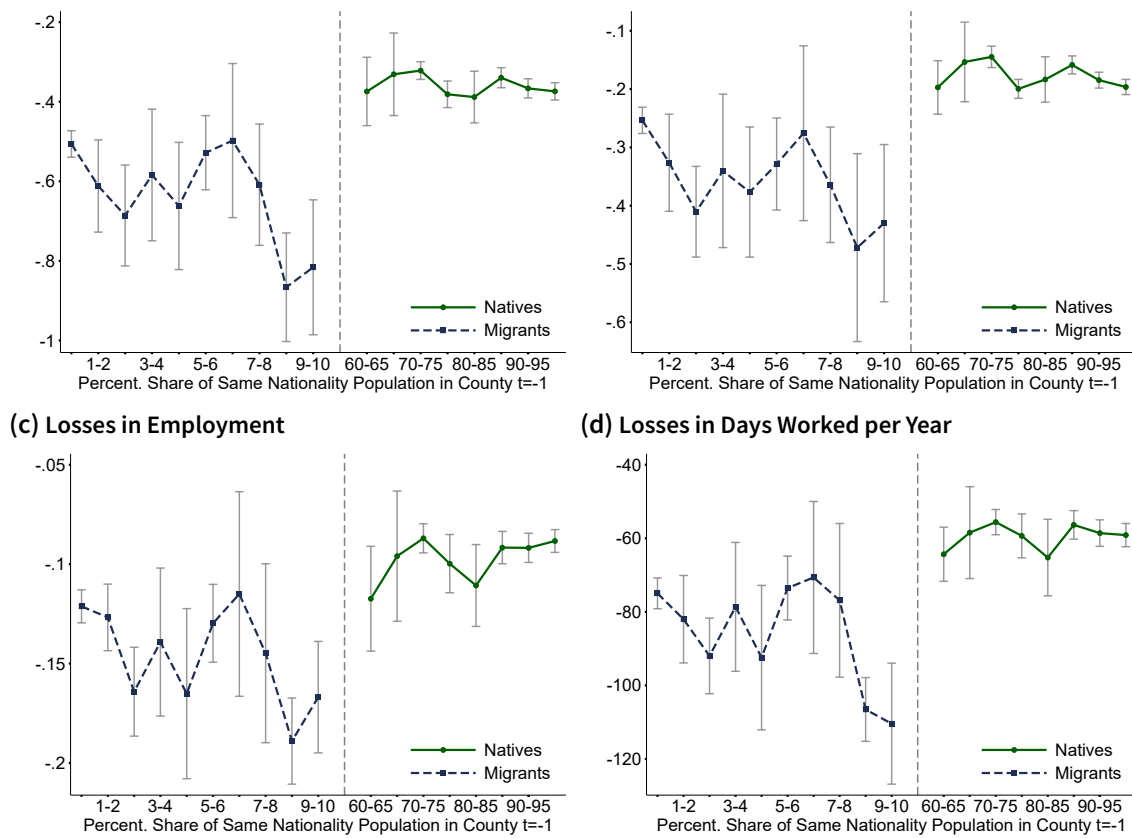 -.2
-.4
-.6
-.8
-1
1-2 3-4 5-6 7-8 9-10 60-65 70-75 80-85 90-95
Percent. Share of Same Nationality Population in County t=-1
Natives
Migrants
-.1
-.2
-.3
-.4
-.5
-.6
1-2 3-4 5-6 7-8 9-10 60-65 70-75 80-85 90-95
Percent. Share of Same Nationality Population in County t=-1
Natives
Migrants
(c) Losses in Employment
-.05
-.1
-.15
-.2
1-2 3-4 5-6 7-8 9-10 60-65 70-75 80-85 90-95
Percent. Share of Same Nationality Population in County t=-1
Natives
Migrants
(d) Losses in Days Worked per Year
-40
-60
-80
-100
-120
1-2 3-4 5-6 7-8 9-10 60-65 70-75 80-85 90-95
Percent. Share of Same Nationality Population in County t=-1
Natives
Migrants